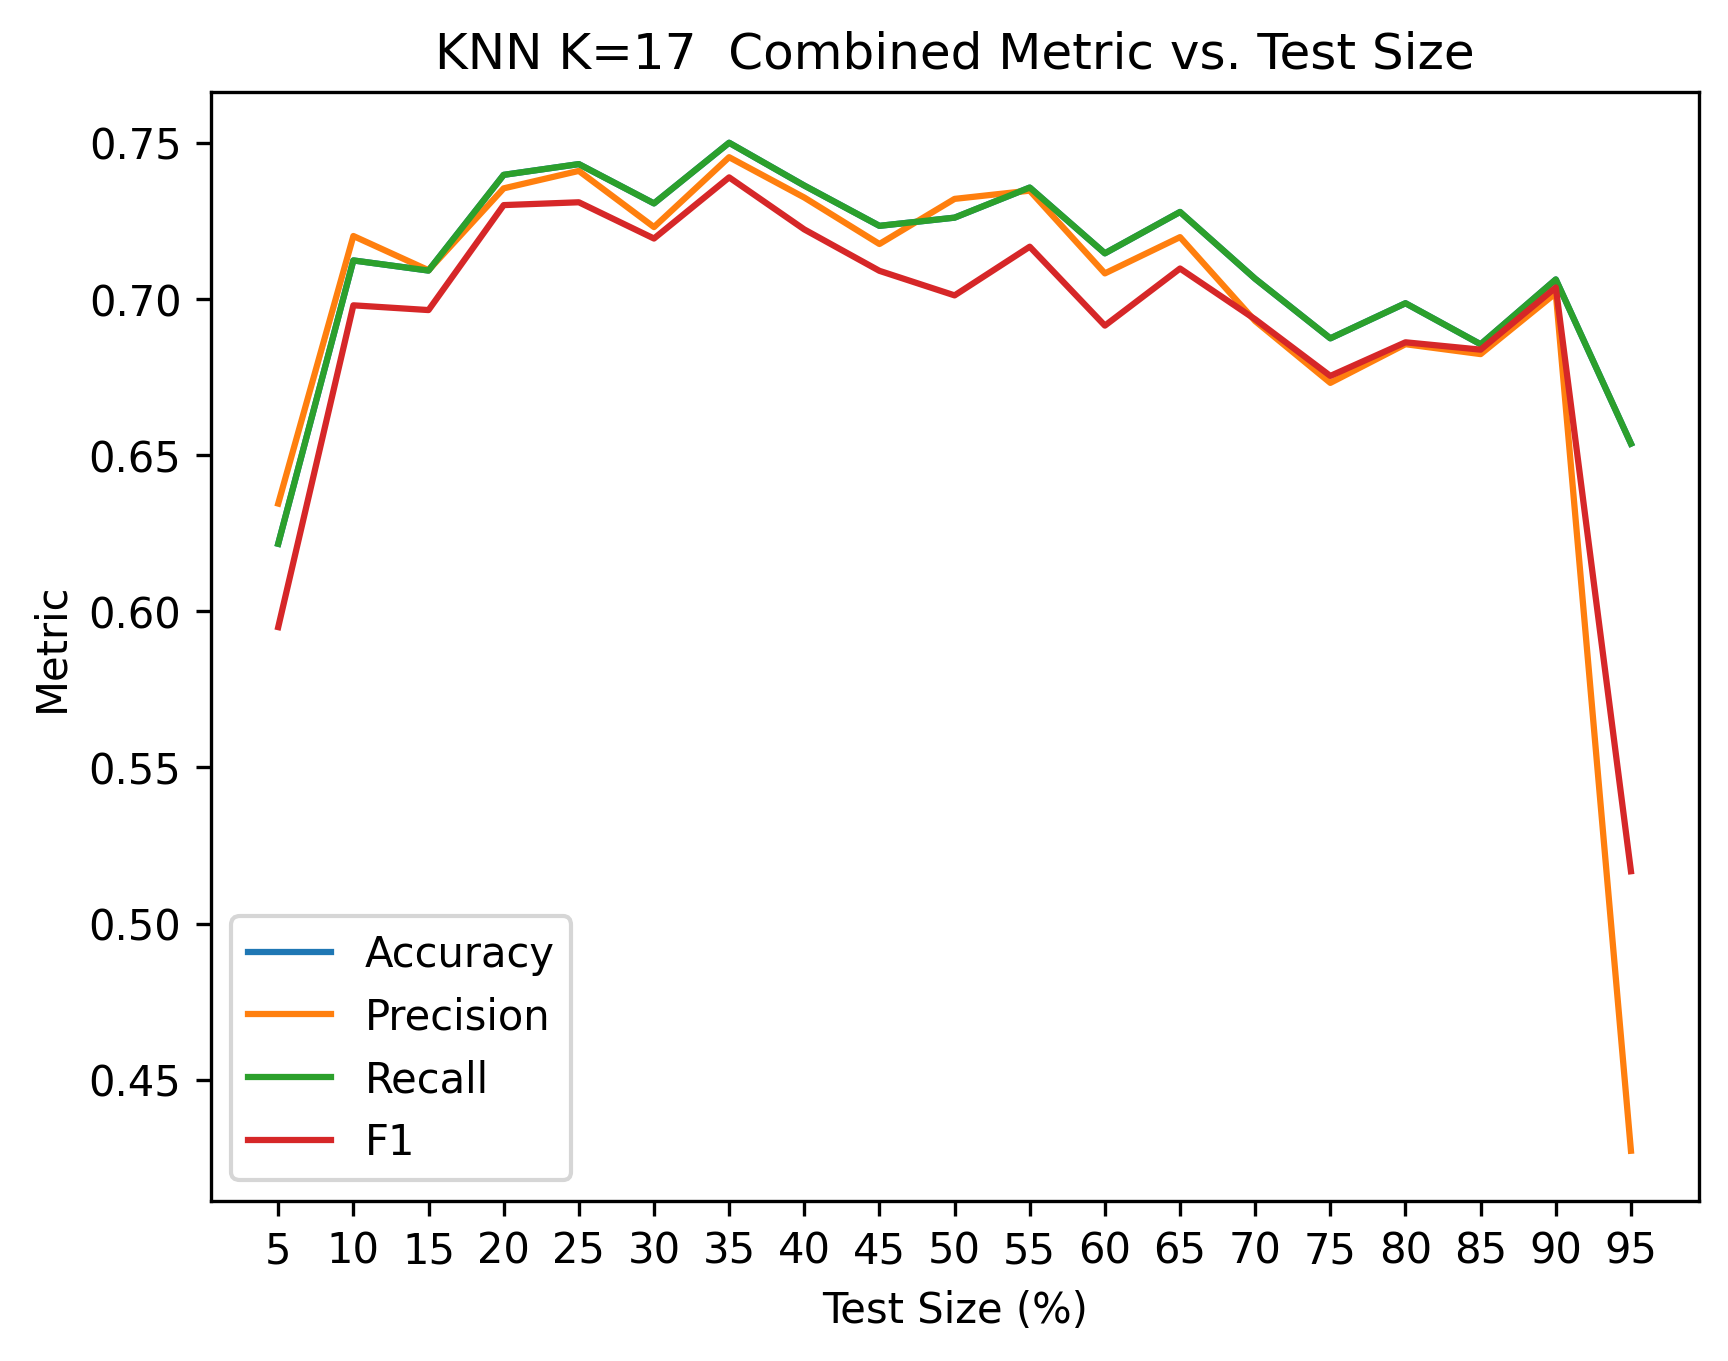 KNN K=17  Combined Metric vs. Test Size
0.75
0.70
0.65
0.60
0.55
0.50
0.45
Metric
Accuracy
Precision
Recall
F1
5 10 15 20 25 30 35 40 45 50 55 60 65 70 75 80 85 90 95
Test Size (%)